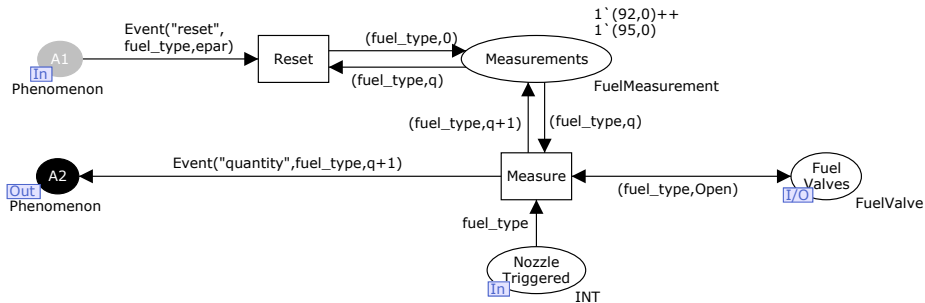 1`(92,0)++
1`(95,0)
Event("reset",
fuel_type,epar)
A1
In
Phenomenon
Reset
(fuel_type,0)
(fuel_type,q)
Measurements
FuelMeasurement
(fuel_type,q+1)
(fuel_type,q)
Event("quantity",fuel_type,q+1)
A2
Out
Phenomenon
Measure
(fuel_type,Open)
Fuel
Valves
I/O
FuelValve
fuel_type
Nozzle
Triggered
In
INT